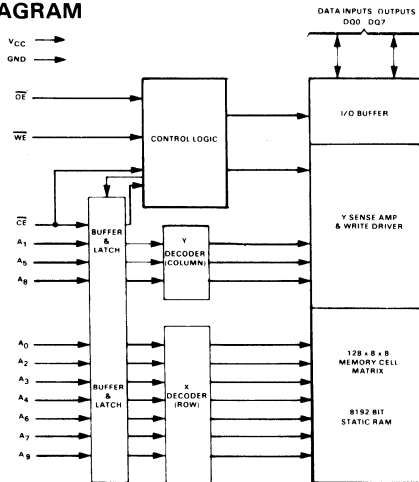 AGRAM
DATA INPUTS OUTPUTS
DQ0 DQ7
VCC
GND
OE
WE
CE
A1
A5
A8
A0
A2
A3
A4
A6
A7
A9
CONTROL LOGIC
BUFFER
&
LATCH
Y
DECODER
(COLUMN)
BUFFER
&
LATCH
X
DECODER
(ROW)
I/O BUFFER
Y SENSE AMP
& WRITE DRIVER
128 x 8 x 8
MEMORY CELL
MATRIX
8192 BIT
STATIC RAM